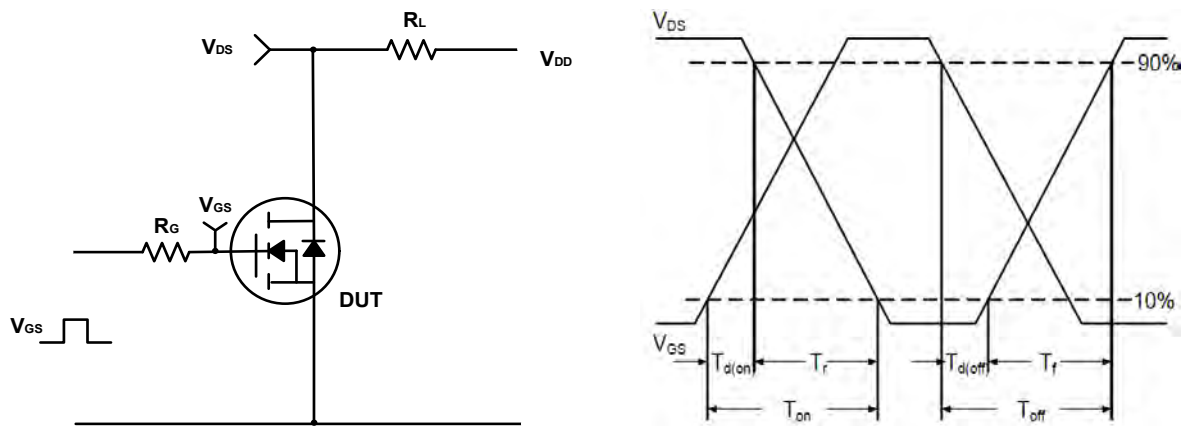 RL
VDS
VDD
VGS
RG
DUT
VGS
VDS
90%
10%
VGS
Td(on)
Tr
Td(off)
Tf
Ton
Toff